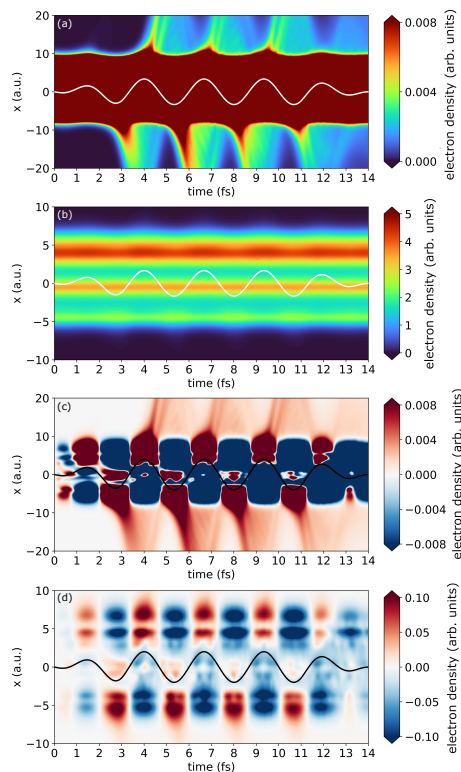 (a)
x (a.u.)
20
10
0
−10
−20
0 1 2 3 4 5 6 7 8 9 10 11 12 13 14
time (fs)
0.008
0.004
0.000
electron density (arb. units)
(b)
x (a.u.)
10
5
0
−5
−10
0 1 2 3 4 5 6 7 8 9 10 11 12 13 14
time (fs)
5
4
3
2
1
0
electron density (arb. units)
(c)
x (a.u.)
20
10
0
−10
−20
0 1 2 3 4 5 6 7 8 9 10 11 12 13 14
time (fs)
0.008
0.004
0.000
−0.004
−0.008
electron density (arb. units)
(d)
x (a.u.)
10
5
0
−5
−10
0 1 2 3 4 5 6 7 8 9 10 11 12 13 14
time (fs)
0.10
0.05
0.00
−0.05
−0.10
electron density (arb. units)